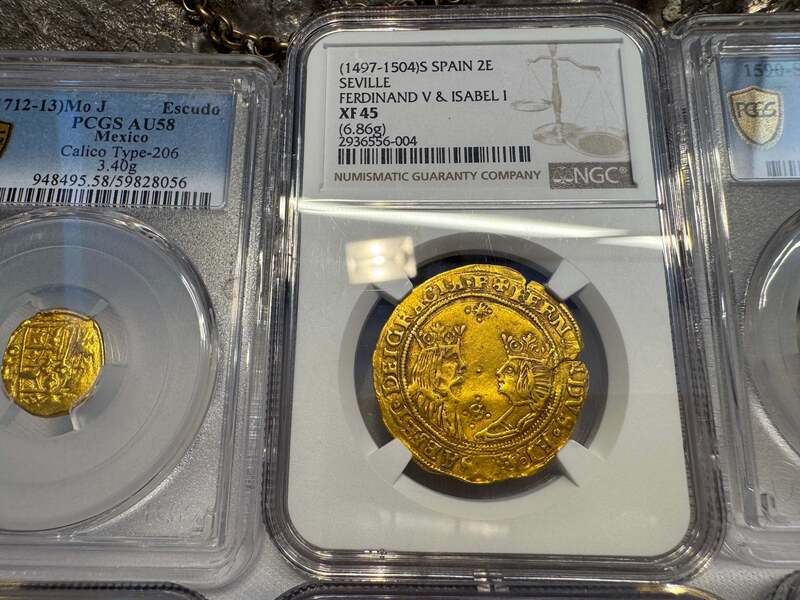 712-13)Mo J Escudo
PCGS AU58
Mexico
Calico Type-206
3.40g
948495.58/59828056
(1497-1504)S SPAIN 2E
SEVILLE
FERDINAND V & ISABEL I
XF 45
(6.86g)
2936556-004
NUMISMATIC GUARANTY COMPANY NGC
PCGS